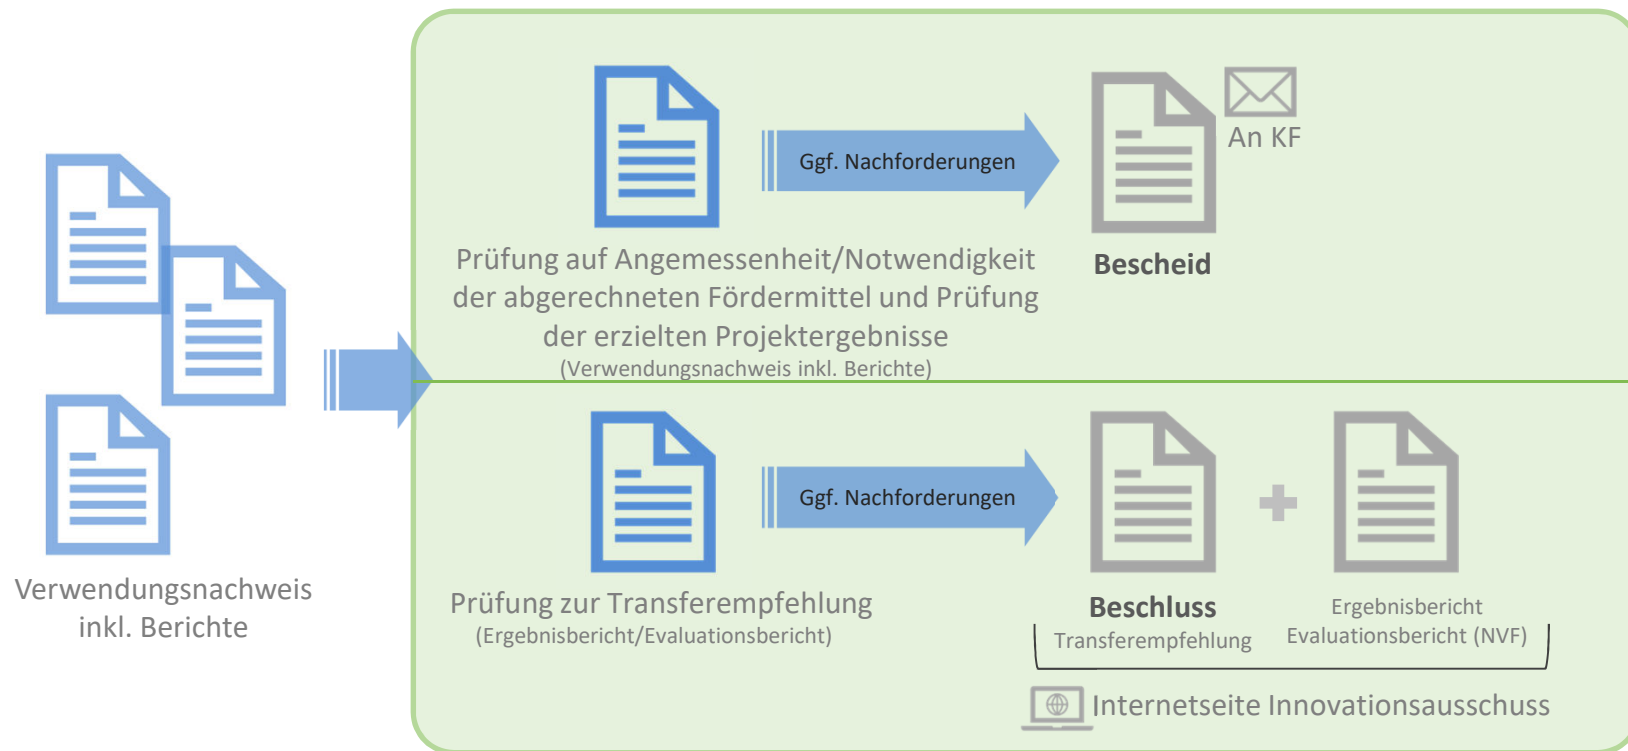 Verwendungsnachweis
inkl. Berichte
Ggf. Nachforderungen
An KF
Prüfung auf Angemessenheit/Notwendigkeit
der abgerechneten Fördermittel und Prüfung
der erzielten Projektergebnisse
(Verwendungsnachweis inkl. Berichte)
Bescheid
Ggf. Nachforderungen
Prüfung zur Transferempfehlung
(Ergebnisbericht/Evaluationsbericht)
Beschluss
Transferempfehlung
Ergebnisbericht
Evaluationsbericht (NVF)
Internetseite Innovationsausschuss